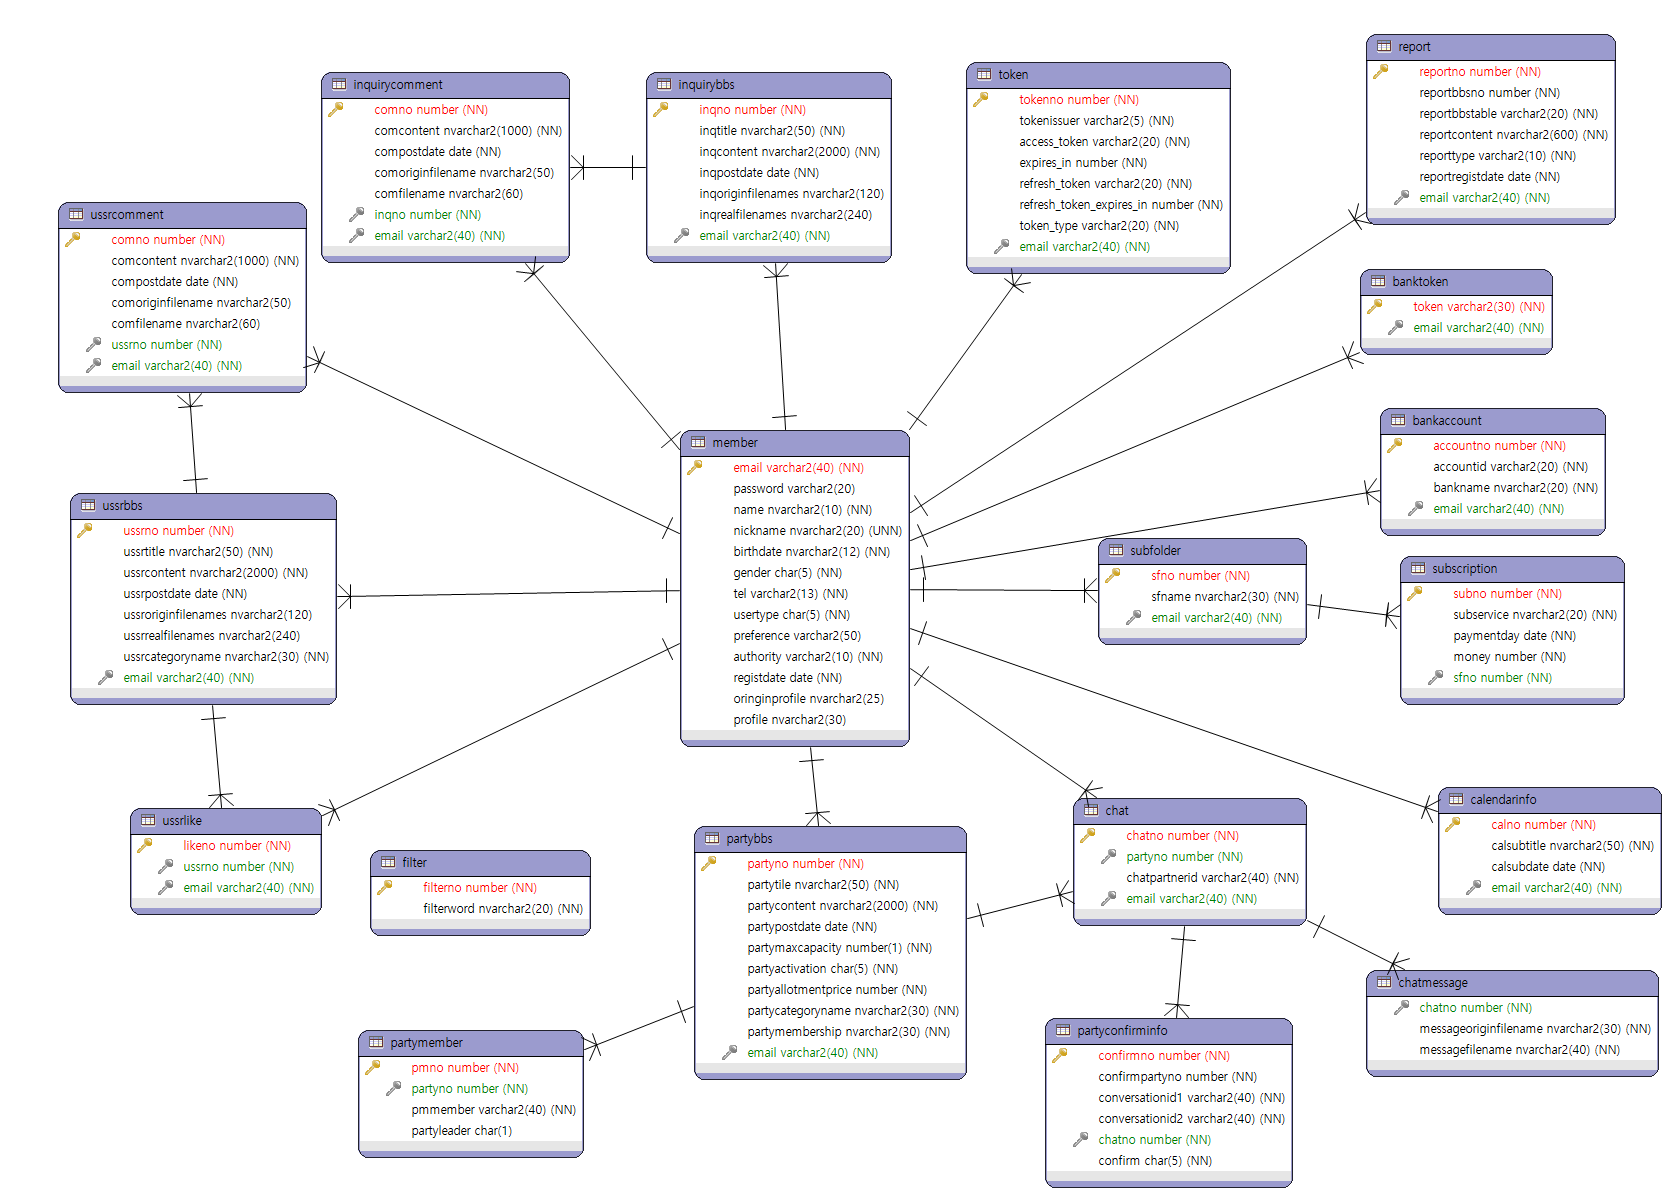 report
reportno number (NN)
reportbbsno number (NN)
reportbbstable varchar2(20) (NN)
reportcontent nvarchar2(600) (NN)
reporttype varchar2(10) (NN)
reportregistdate date (NN)
email varchar2(40) (NN)
inquirycomment
comno number (NN)
comcontent nvarchar2(1000) (NN)
compostdate date (NN)
comoriginfilename nvarchar2(50)
comfilename nvarchar2(60)
inqno number (NN)
email varchar2(40) (NN)
inquirybbs
inqno number (NN)
inqtitle nvarchar2(50) (NN)
inqcontent nvarchar2(2000) (NN)
inqpostdate date (NN)
inqoriginfilenames nvarchar2(120)
inqrealfilenames nvarchar2(240)
email varchar2(40) (NN)
token
tokenno number (NN)
tokenissuer varchar2(5) (NN)
access_token varchar2(20) (NN)
expires_in number (NN)
refresh_token varchar2(20) (NN)
refresh_token_expires_in number (NN)
token_type varchar2(20) (NN)
email varchar2(40) (NN)
ussrcomment
comno number (NN)
comcontent nvarchar2(1000) (NN)
compostdate date (NN)
comoriginfilename nvarchar2(50)
comfilename nvarchar2(60)
ussrno number (NN)
email varchar2(40) (NN)
banktoken
token varchar2(30) (NN)
email varchar2(40) (NN)
bankaccount
accountno number (NN)
accountid varchar2(20) (NN)
bankname nvarchar2(20) (NN)
email varchar2(40) (NN)
member
email varchar2(40) (NN)
password varchar2(20)
name nvarchar2(10) (NN)
nickname nvarchar2(20) (UNN)
birthdate nvarchar2(12) (NN)
gender char(5) (NN)
tel varchar2(13) (NN)
usertype char(5) (NN)
preference varchar2(50)
authority varchar2(10) (NN)
registdate date (NN)
oringinprofile nvarchar2(25)
profile nvarchar2(30)
ussrbbs
ussrno number (NN)
ussrtitle nvarchar2(50) (NN)
ussrcontent nvarchar2(2000) (NN)
ussrpostdate date (NN)
ussroriginfilenames nvarchar2(120)
ussrrealfilenames nvarchar2(240)
ussrcategoryname nvarchar2(30) (NN)
email varchar2(40) (NN)
subfolder
sfno number (NN)
sfname nvarchar2(30) (NN)
email varchar2(40) (NN)
subscription
subno number (NN)
subservice nvarchar2(20) (NN)
paymentday date (NN)
money number (NN)
sfno number (NN)
ussrlike
likeno number (NN)
ussrno number (NN)
email varchar2(40) (NN)
filter
filterno number (NN)
filterword nvarchar2(20) (NN)
partybbs
partyno number (NN)
partytile nvarchar2(50) (NN)
partycontent nvarchar2(2000) (NN)
partypostdate date (NN)
partymaxcapacity number(1) (NN)
partyactivation char(5) (NN)
partyallotmentprice number (NN)
partycategoryname nvarchar2(30) (NN)
partymembership nvarchar2(30) (NN)
email varchar2(40) (NN)
chat
chatno number (NN)
partyno number (NN)
chatpartnerid varchar2(40) (NN)
email varchar2(40) (NN)
calendarinfo
calno number (NN)
calsubtitle nvarchar2(50) (NN)
calsubdate date (NN)
email varchar2(40) (NN)
chatmessage
chatno number (NN)
messageoriginfilename nvarchar2(30) (NN)
messagefilename nvarchar2(40) (NN)
partymember
pmno number (NN)
partyno number (NN)
pmmember varchar2(40) (NN)
partyleader char(1)
partyconfirminfo
confirmno number (NN)
confirmpartyno number (NN)
conversationid1 varchar2(40) (NN)
conversationid2 varchar2(40) (NN)
chatno number (NN)
confirm char(5) (NN)